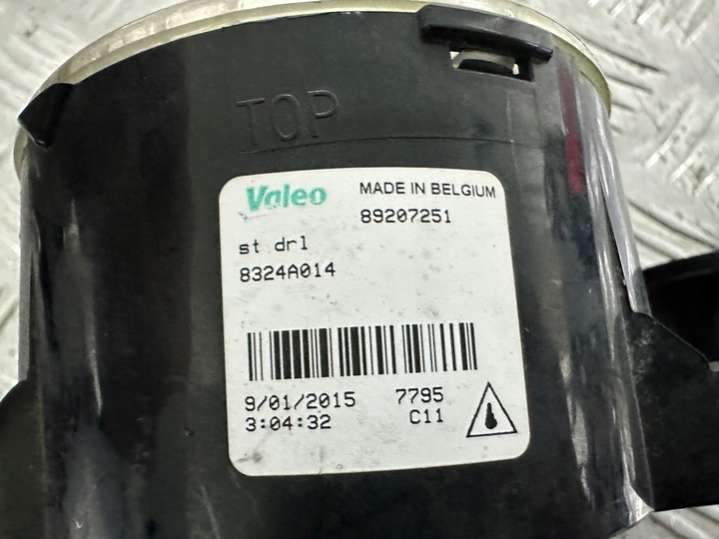 TOP
Valeo MADE IN BELGIUM
89207251
st drl
8324A014
9/01/2015 7795
3:04:32 C11